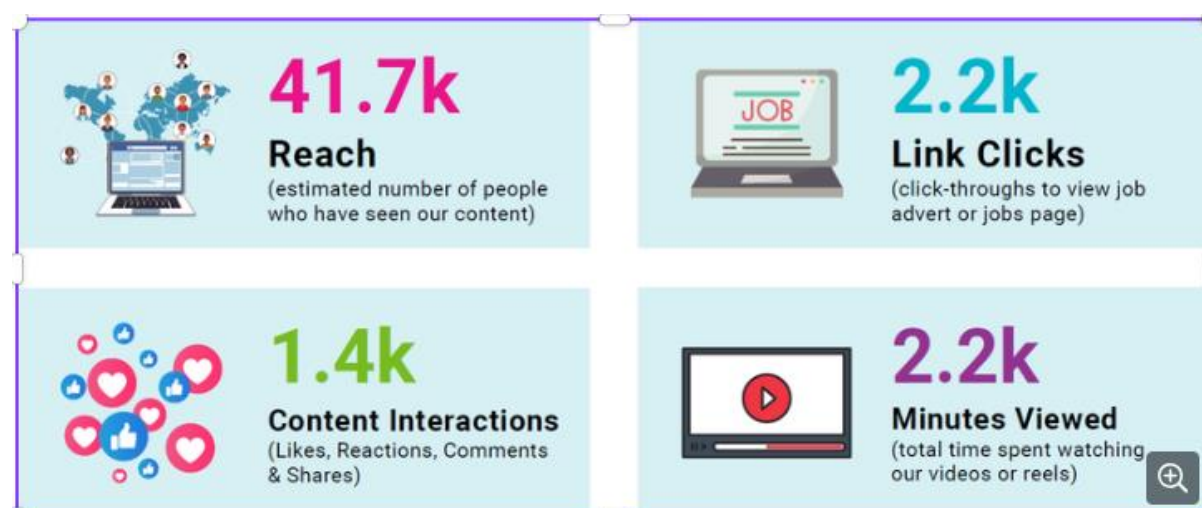 41.7k
Reach
(estimated number of people
who have seen our content)
JOB
2.2k
Link Clicks
(click-throughs to view job
advert or jobs page)
1.4k
Content Interactions
(Likes, Reactions, Comments
& Shares)
2.2k
Minutes Viewed
(total time spent watching
our videos or reels)